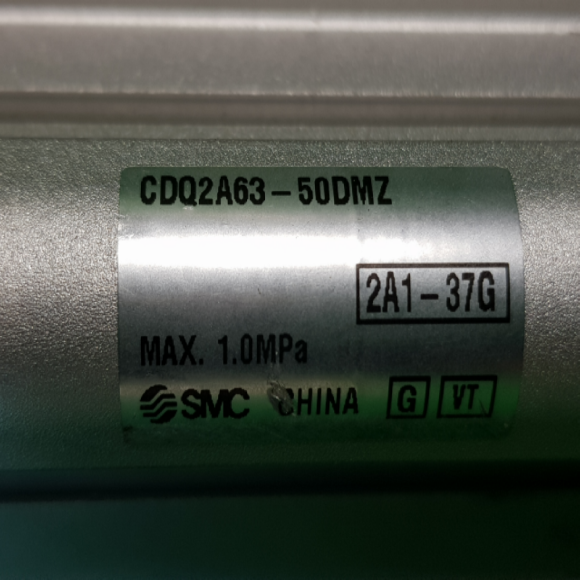 CDQ2A63-50DMZ
2A1-37G
MAX. 1.0MPa
SMC CHINA G VT